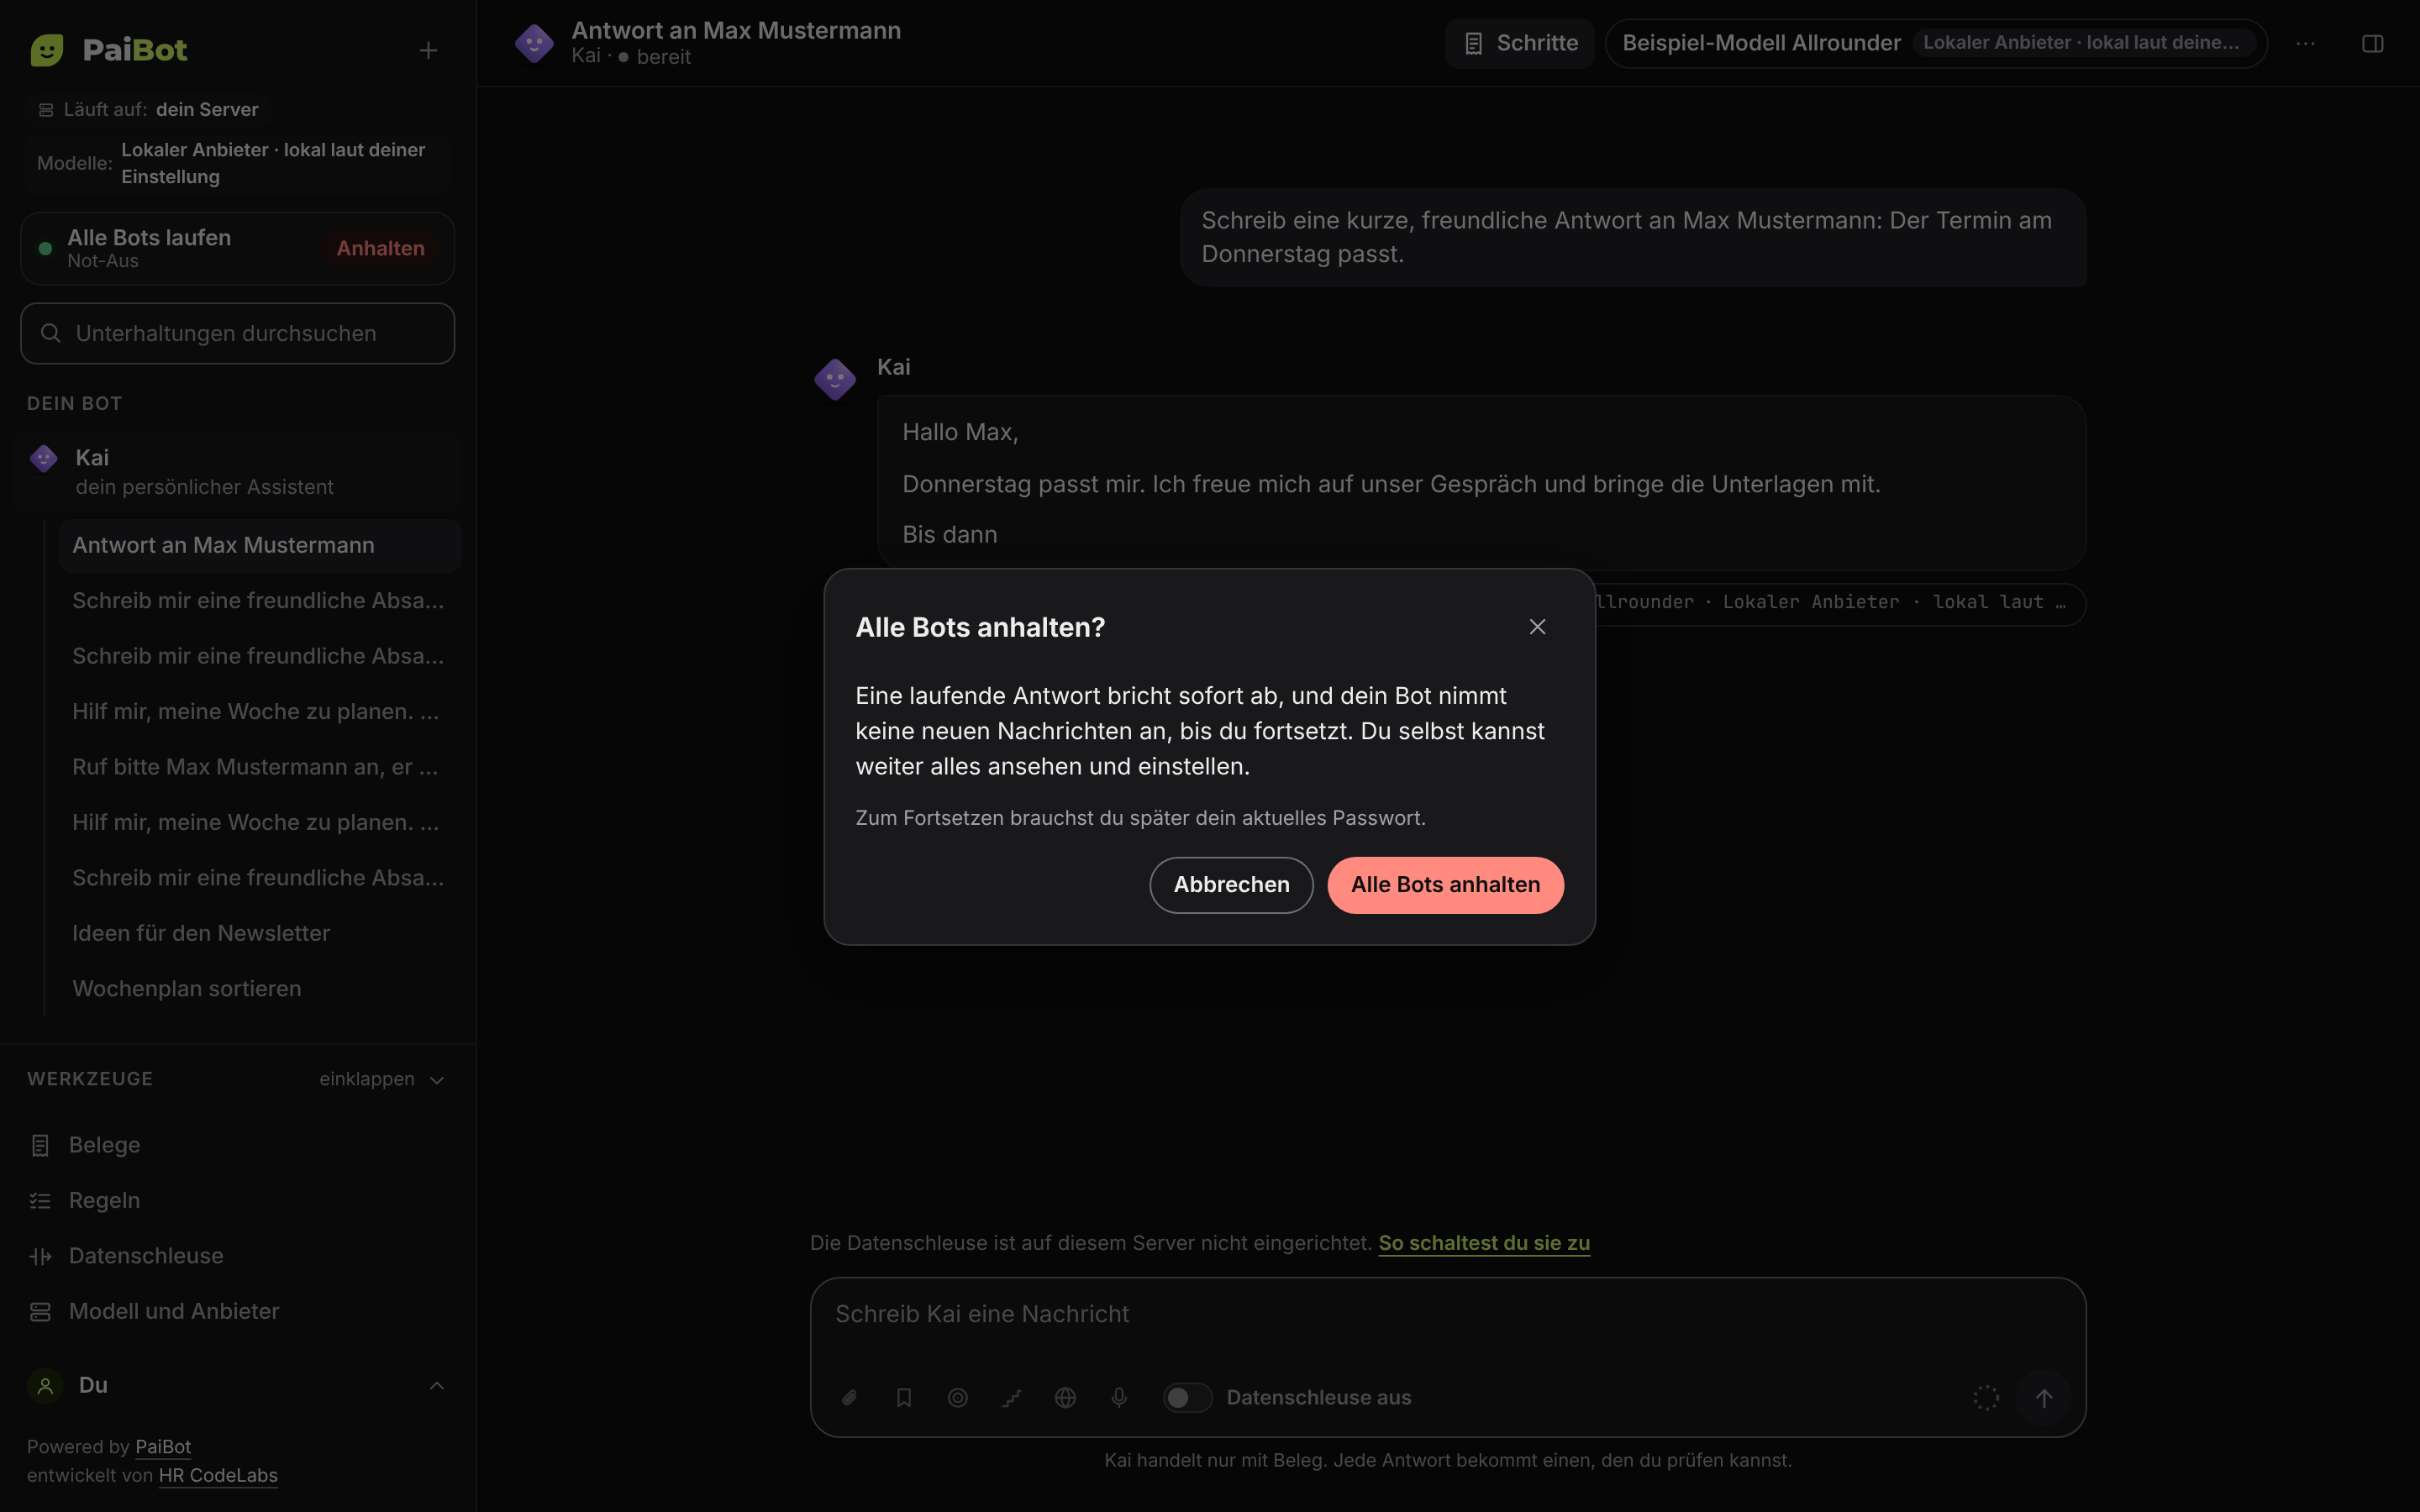 PaiBot
Läuft auf: dein Server
Modelle: Lokaler Anbieter · lokal laut deiner
Einstellung
Alle Bots laufen
Not-Aus
Anhalten
Unterhaltungen durchsuchen
DEIN BOT
Kai
dein persönlicher Assistent
Antwort an Max Mustermann
Schreib mir eine freundliche Absa...
Schreib mir eine freundliche Absa...
Hilf mir, meine Woche zu planen. ...
Ruf bitte Max Mustermann an, er ...
Hilf mir, meine Woche zu planen. ...
Schreib mir eine freundliche Absa...
Ideen für den Newsletter
Wochenplan sortieren
WERKZEUGE
einklappen
Belege
Regeln
Datenschleuse
Modell und Anbieter
Du
Powered by PaiBot
entwickelt von HR CodeLabs
Antwort an Max Mustermann
Kai · bereit
Schritte
Beispiel-Modell Allrounder
Lokaler Anbieter · lokal laut deine...
Schreib eine kurze, freundliche Antwort an Max Mustermann: Der Termin am
Donnerstag passt.
Kai
Hallo Max,
Donnerstag passt mir. Ich freue mich auf unser Gespräch und bringe die Unterlagen mit.
Bis dann
llrounder · Lokaler Anbieter · lokal laut …
Alle Bots anhalten?
Eine laufende Antwort bricht sofort ab, und dein Bot nimmt
keine neuen Nachrichten an, bis du fortsetzt. Du selbst kannst
weiter alles ansehen und einstellen.
Zum Fortsetzen brauchst du später dein aktuelles Passwort.
Abbrechen
Alle Bots anhalten
Die Datenschleuse ist auf diesem Server nicht eingerichtet. So schaltest du sie zu
Schreib Kai eine Nachricht
Datenschleuse aus
Kai handelt nur mit Beleg. Jede Antwort bekommt einen, den du prüfen kannst.